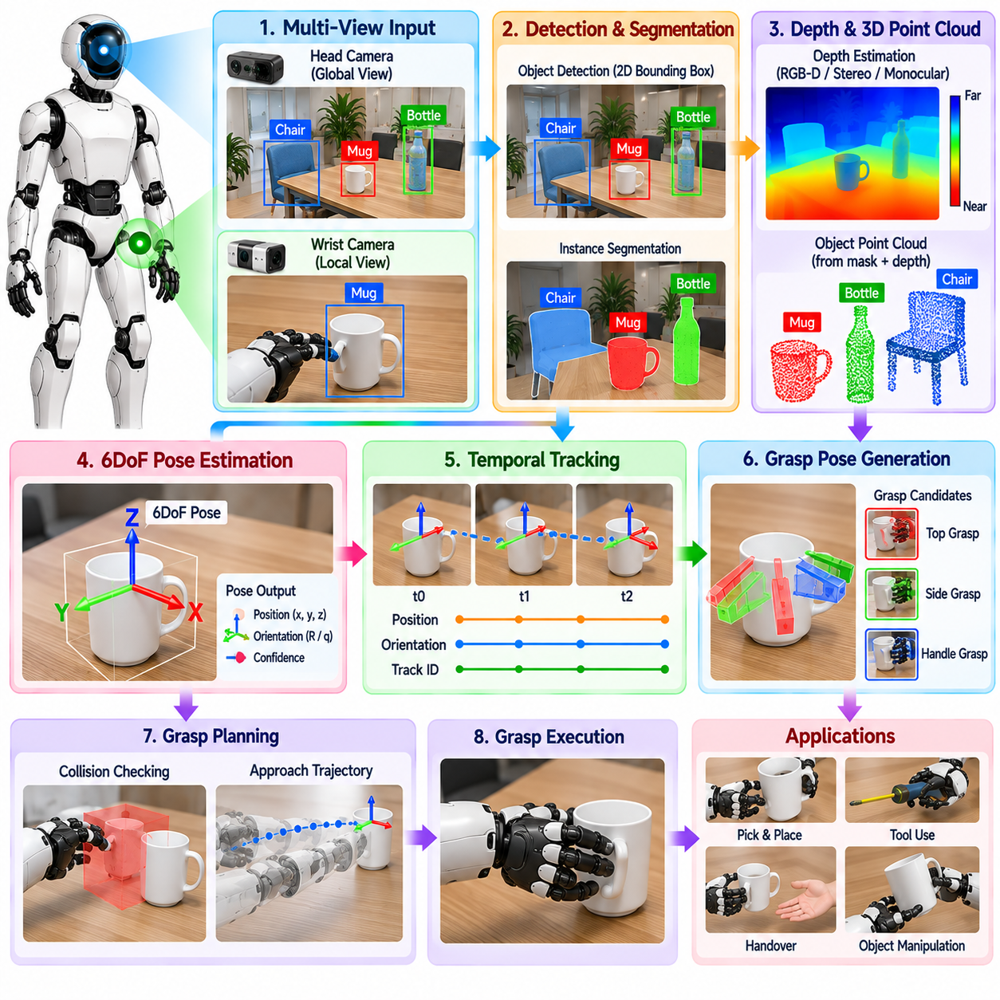 1. Multi-View Input
Head Camera
(Global View)
Chair
Mug
Bottle
Wrist Camera
(Local View)
Mug
2. Detection & Segmentation
Object Detection (2D Bounding Box)
Chair
Mug
Bottle
Instance Segmentation
Chair
Mug
Bottle
3. Depth & 3D Point Cloud
Depth Estimation
(RGB-D / Stereo / Monocular)
Far
Near
Object Point Cloud
(from mask + depth)
Mug
Bottle
Chair
4. 6DoF Pose Estimation
6DoF Pose
Z
Y
X
Pose Output
Position (x, y, z)
Orientation (R / q)
Confidence
5. Temporal Tracking
t0
t1
t2
Position
Orientation
Track ID
6. Grasp Pose Generation
Grasp Candidates
Top Grasp
Side Grasp
Handle Grasp
7. Grasp Planning
Collision Checking
Approach Trajectory
8. Grasp Execution
Applications
Pick & Place
Tool Use
Handover
Object Manipulation